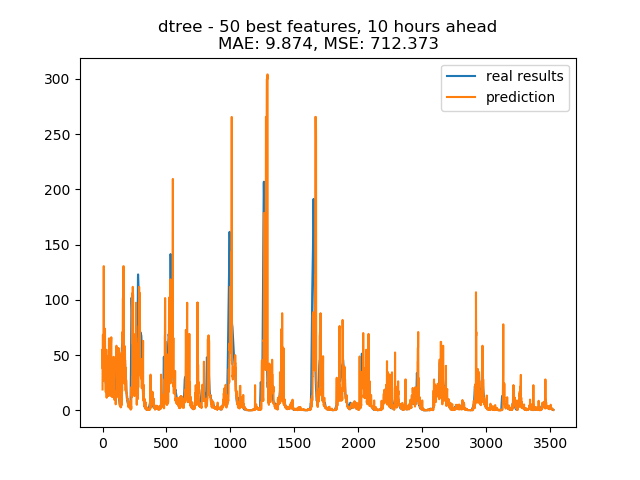 dtree - 50 best features, 10 hours ahead
MAE: 9.874, MSE: 712.373
real results
prediction
300
250
200
150
100
50
0
0 500 1000 1500 2000 2500 3000 3500